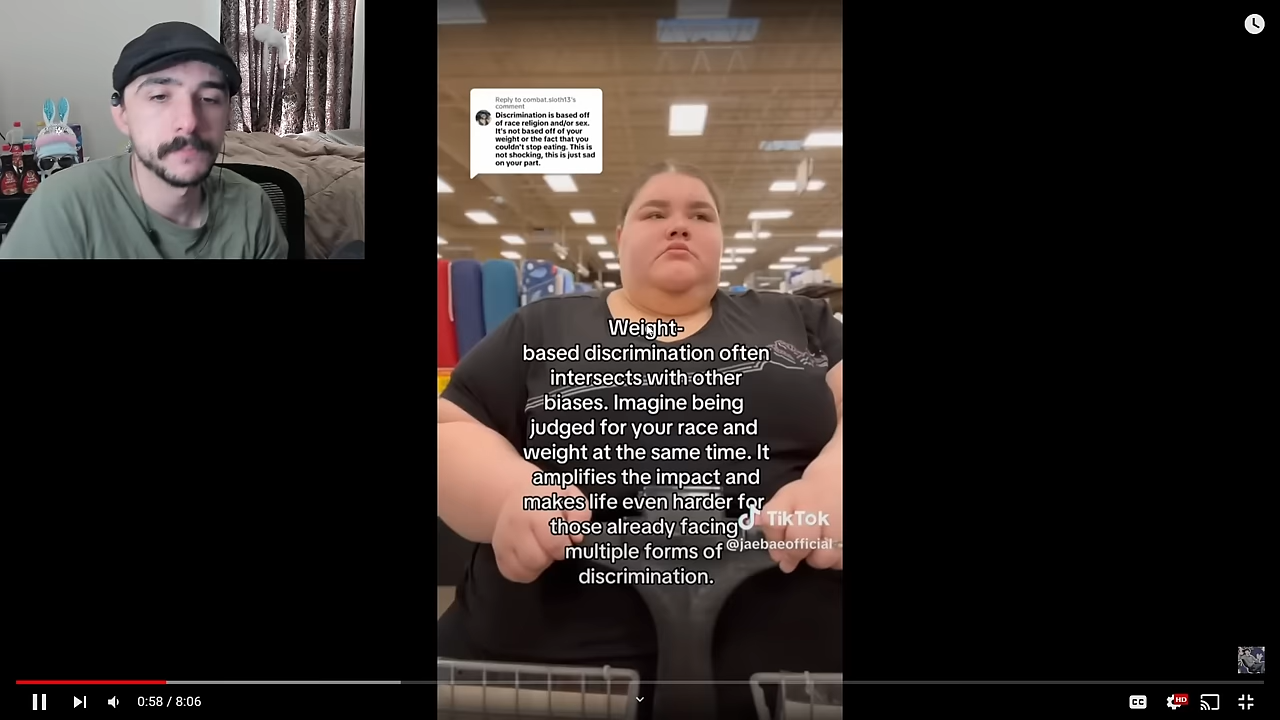 Reply to combat.sloth13's
comment
Discrimination is based off
of race religion and/or sex.
It's not based off of your
weight or the fact that you
couldn't stop eating. This is
not shocking, this is just sad
on your part.
Weight-
based discrimination often
intersects with other
biases. Imagine being
judged for your race and
weight at the same time. It
amplifies the impact and
makes life even harder for
those already facing
multiple forms of
discrimination.
TikTok
@jaebaeofficial
0:58 / 8:06
CC
HD